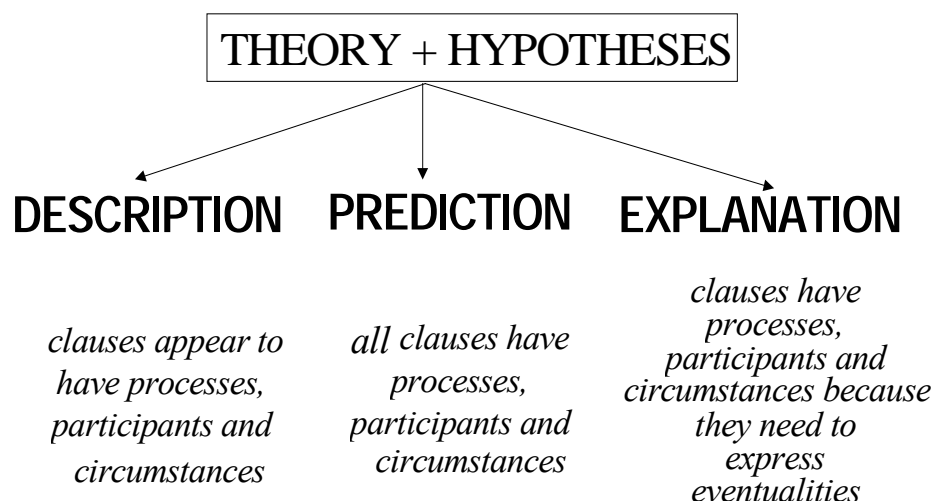 THEORY + HYPOTHESES
DESCRIPTION
PREDICTION
EXPLANATION
clauses appear to
have processes,
participants and
circumstances
all clauses have
processes,
participants and
circumstances
clauses have
processes,
participants and
circumstances because
they need to
express
eventualities